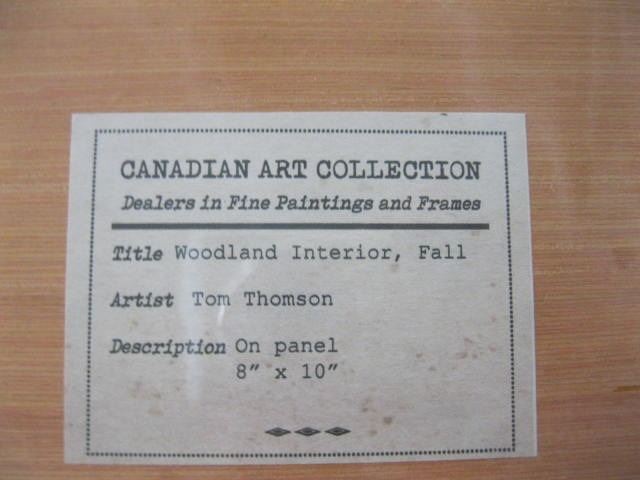 CANADIAN ART COLLECTION
Dealers in Fine Paintings and Frames
Title Woodland Interior, Fall
Artist Tom Thomson
Description On panel
8" x 10"